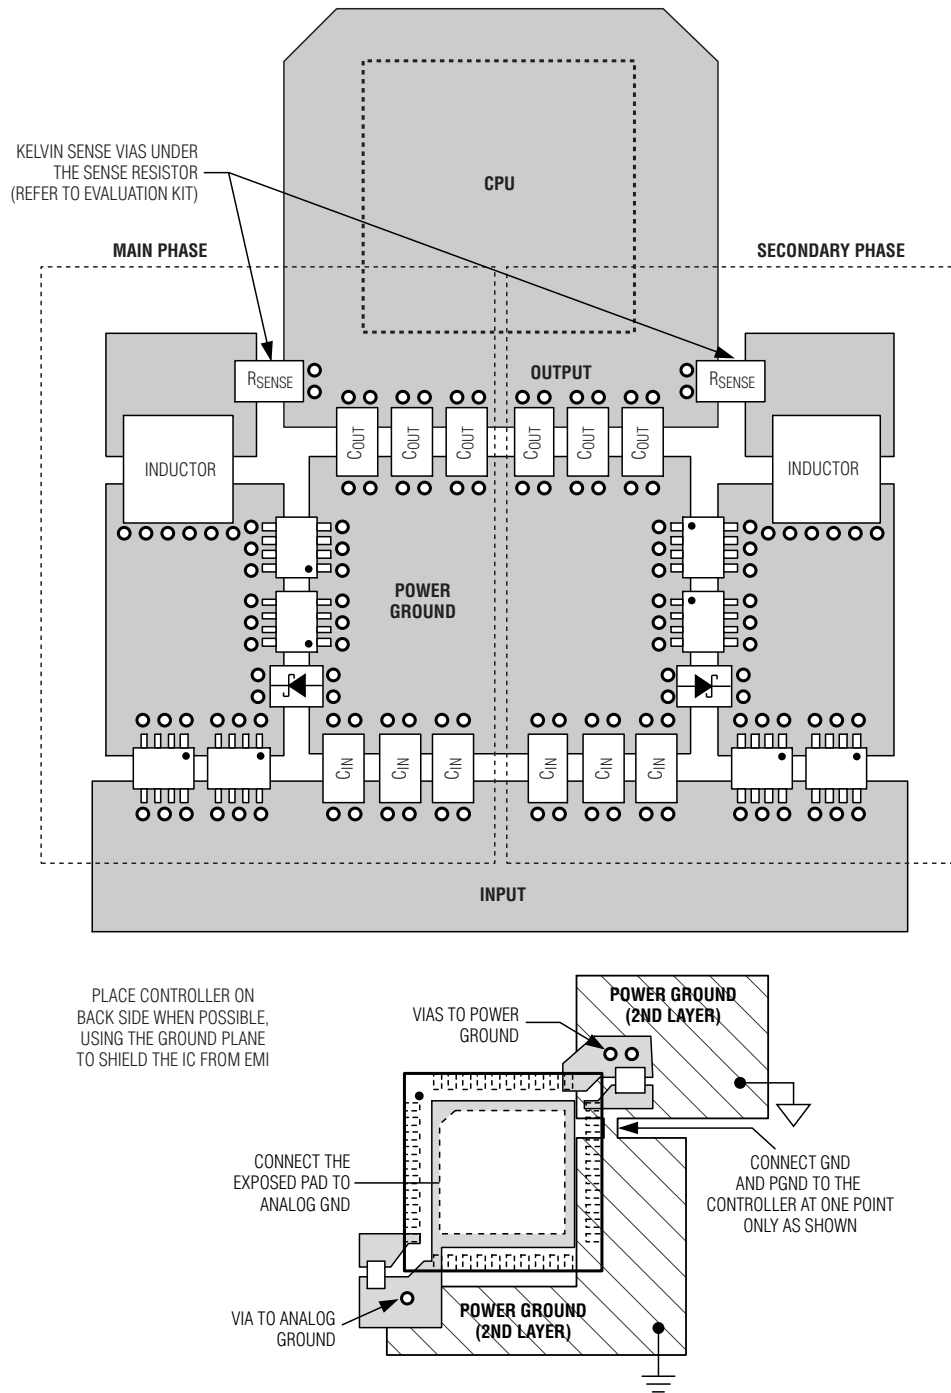 CPU
KELVIN SENSE VIAS UNDER
THE SENSE RESISTOR
(REFER TO EVALUATION KIT)
MAIN PHASE
SECONDARY PHASE
RSENSE
OUTPUT
RSENSE
COUT
COUT
COUT
COUT
COUT
COUT
INDUCTOR
INDUCTOR
POWER
GROUND
CIN
CIN
CIN
CIN
CIN
CIN
INPUT
PLACE CONTROLLER ON
BACK SIDE WHEN POSSIBLE,
USING THE GROUND PLANE
TO SHIELD THE IC FROM EMI
VIAS TO POWER
GROUND
POWER GROUND
(2ND LAYER)
CONNECT THE
EXPOSED PAD TO
ANALOG GND
CONNECT GND
AND PGND TO THE
CONTROLLER AT ONE POINT
ONLY AS SHOWN
VIA TO ANALOG
GROUND
POWER GROUND
(2ND LAYER)